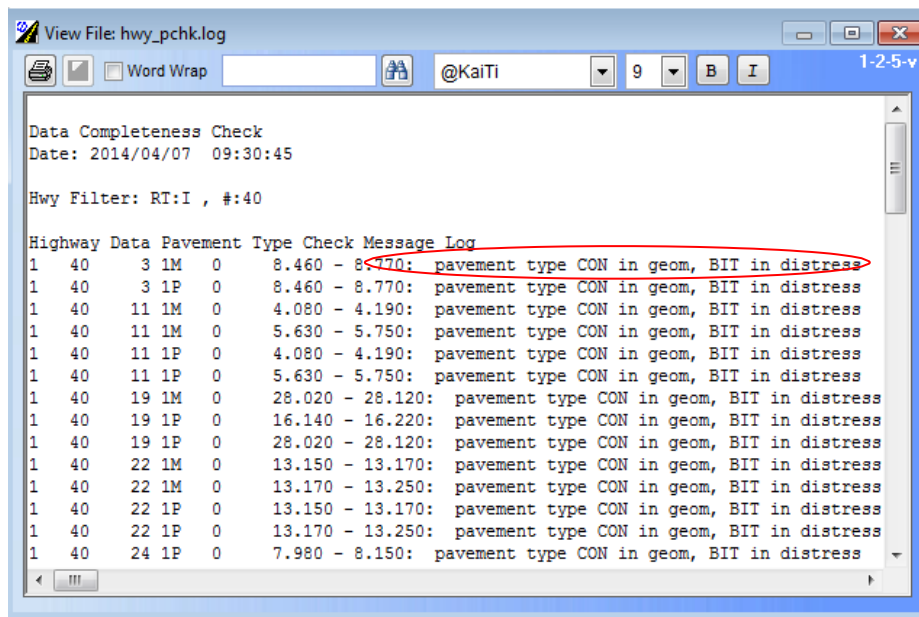 View File: hwy_pchk.log
Word Wrap @KaiTi 9 B I 1-2-5-v
Data Completeness Check
Date: 2014/04/07 09:30:45
Hwy Filter: RT:I , #:40
Highway Data Pavement Type Check Message Log
1 40 3 1M 0 8.460 - 8.770: pavement type CON in geom, BIT in distress
1 40 3 1P 0 8.460 - 8.770: pavement type CON in geom, BIT in distress
1 40 11 1M 0 4.080 - 4.190: pavement type CON in geom, BIT in distress
1 40 11 1M 0 5.630 - 5.750: pavement type CON in geom, BIT in distress
1 40 11 1P 0 4.080 - 4.190: pavement type CON in geom, BIT in distress
1 40 11 1P 0 5.630 - 5.750: pavement type CON in geom, BIT in distress
1 40 19 1M 0 28.020 - 28.120: pavement type CON in geom, BIT in distress
1 40 19 1P 0 16.140 - 16.220: pavement type CON in geom, BIT in distress
1 40 19 1P 0 28.020 - 28.120: pavement type CON in geom, BIT in distress
1 40 22 1M 0 13.150 - 13.170: pavement type CON in geom, BIT in distress
1 40 22 1M 0 13.170 - 13.250: pavement type CON in geom, BIT in distress
1 40 22 1P 0 13.150 - 13.170: pavement type CON in geom, BIT in distress
1 40 22 1P 0 13.170 - 13.250: pavement type CON in geom, BIT in distress
1 40 24 1P 0 7.980 - 8.150: pavement type CON in geom, BIT in distress